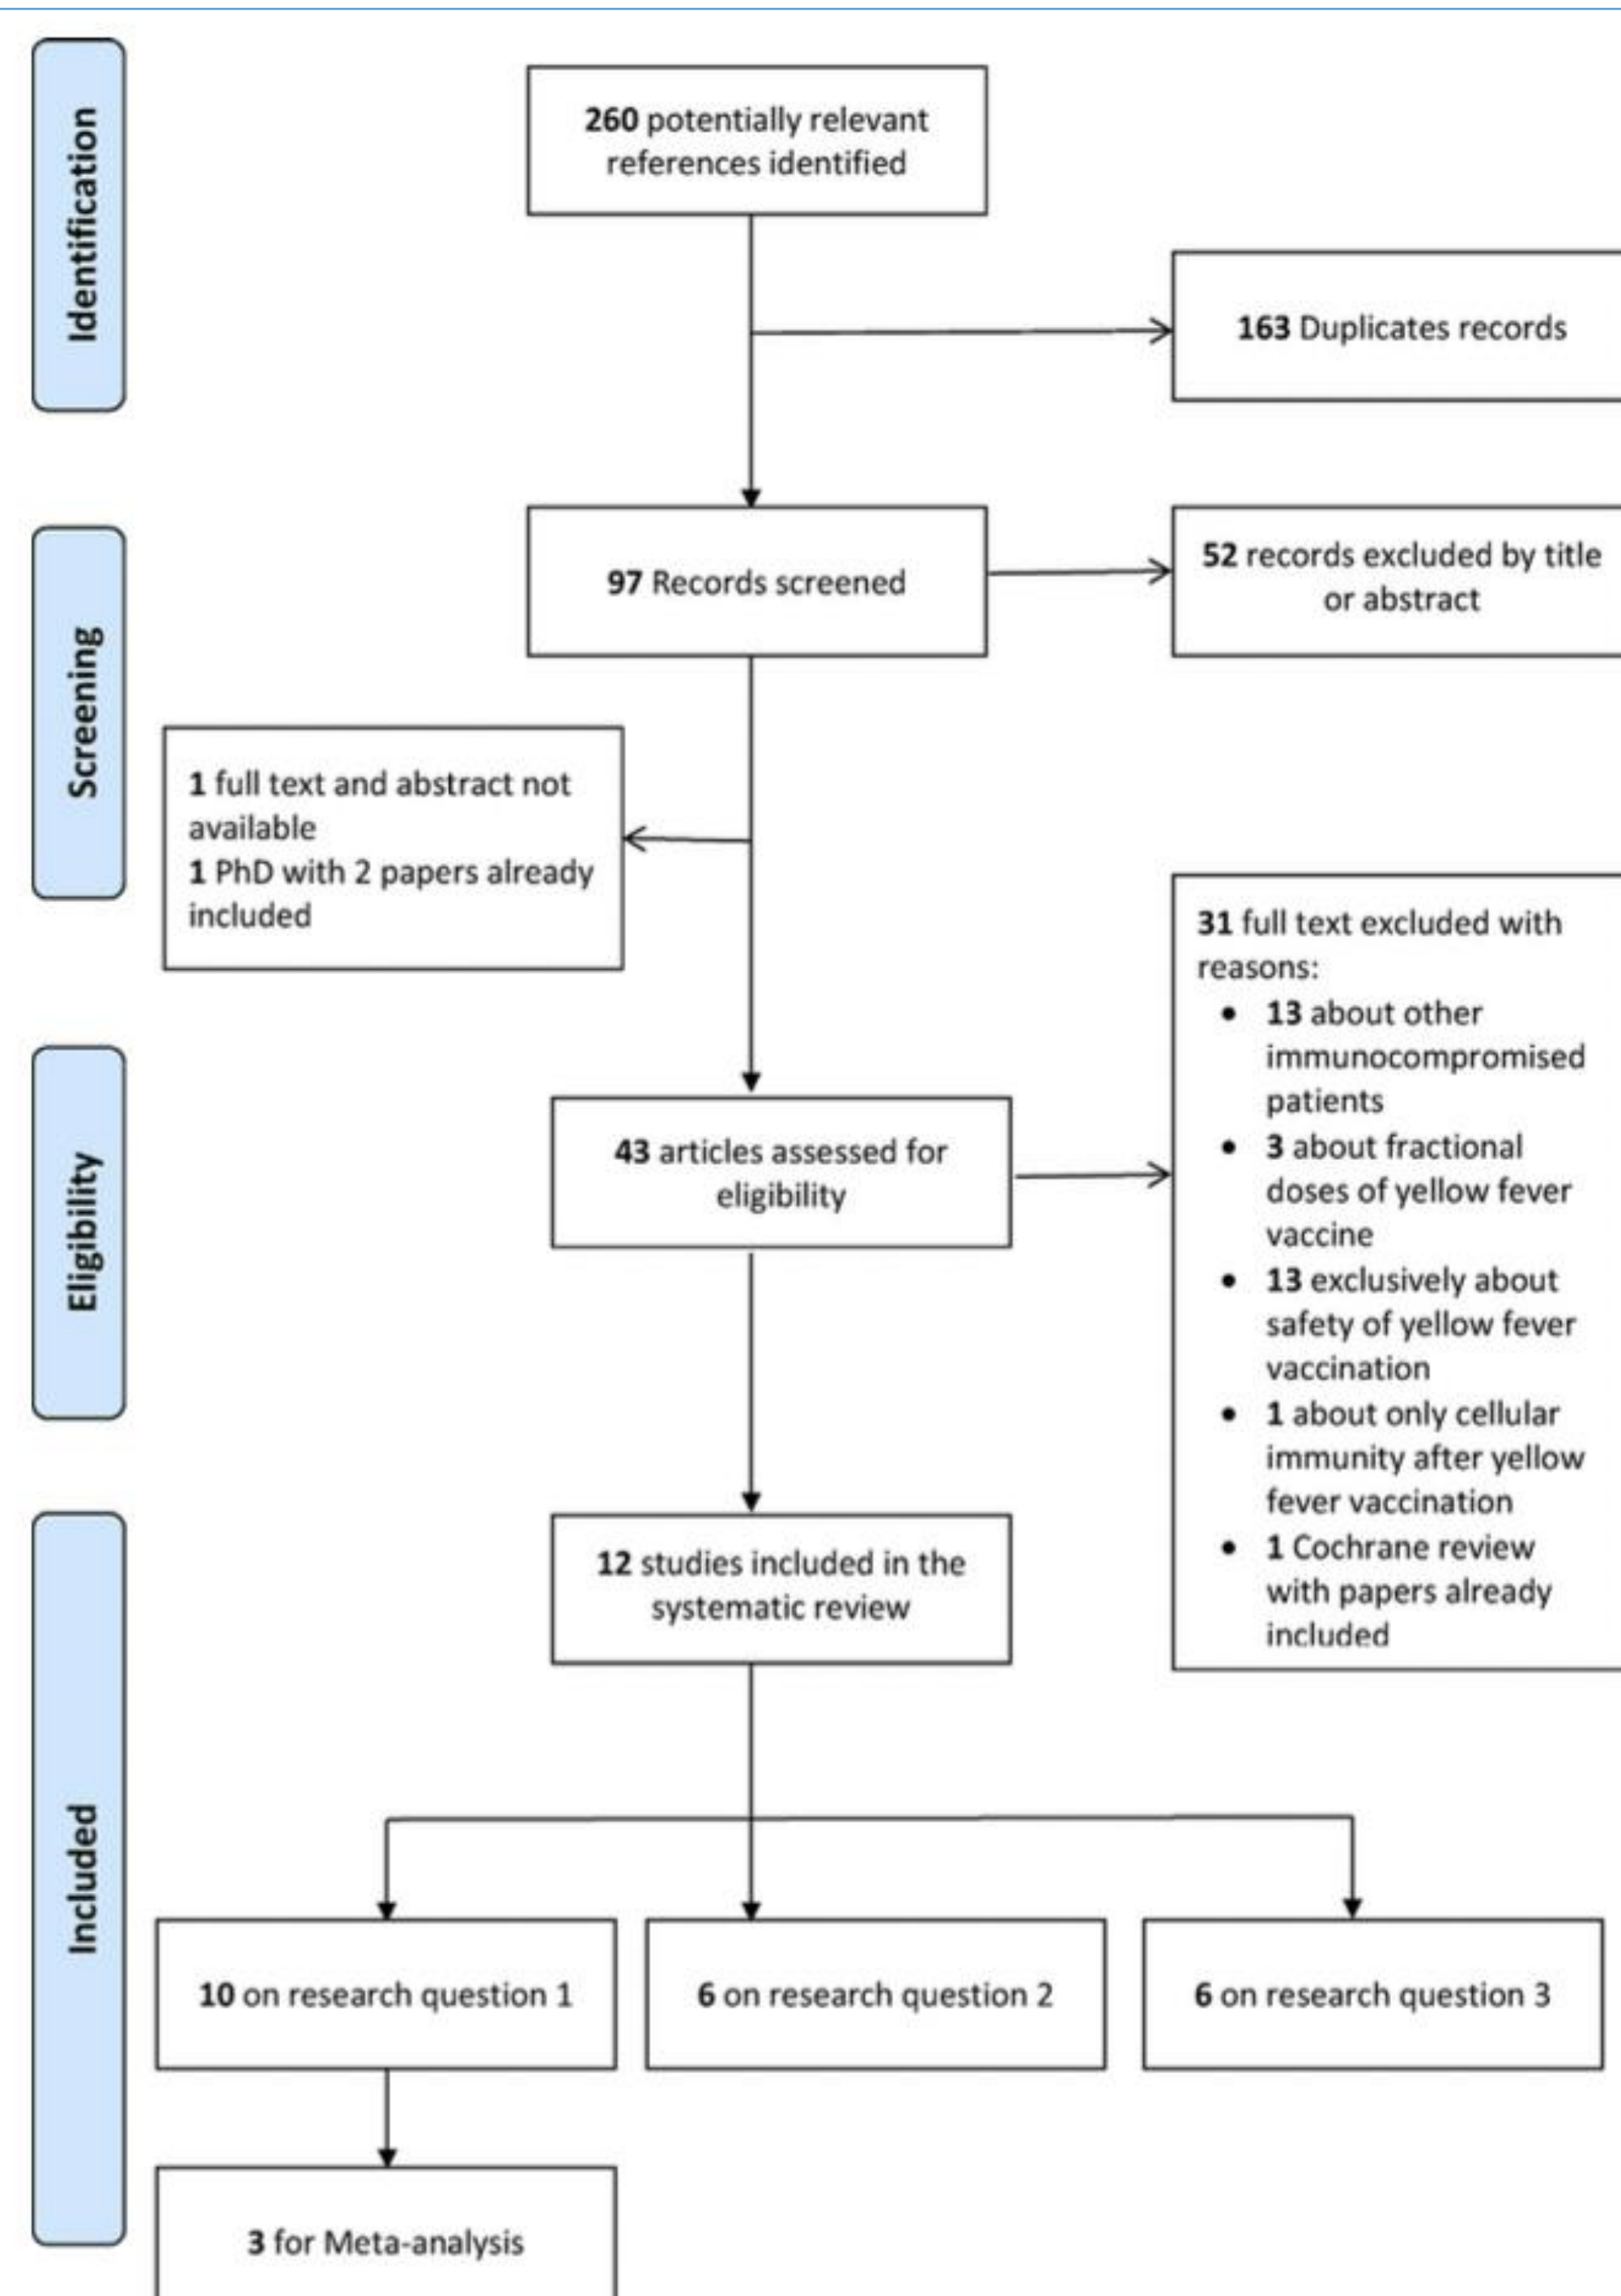 Identification
260 potentially relevant
references identified
163 Duplicates records
Screening
97 Records screened
52 records excluded by title
or abstract
1 full text and abstract not
available
1 PhD with 2 papers already
included
Eligibility
43 articles assessed for
eligibility
31 full text excluded with
reasons:
• 13 about other
immunocompromised
patients
• 3 about fractional
doses of yellow fever
vaccine
• 13 exclusively about
safety of yellow fever
vaccination
• 1 about only cellular
immunity after yellow
fever vaccination
• 1 Cochrane review
with papers already
included
Included
12 studies included in the
systematic review
10 on research question 1
6 on research question 2
6 on research question 3
3 for Meta-analysis